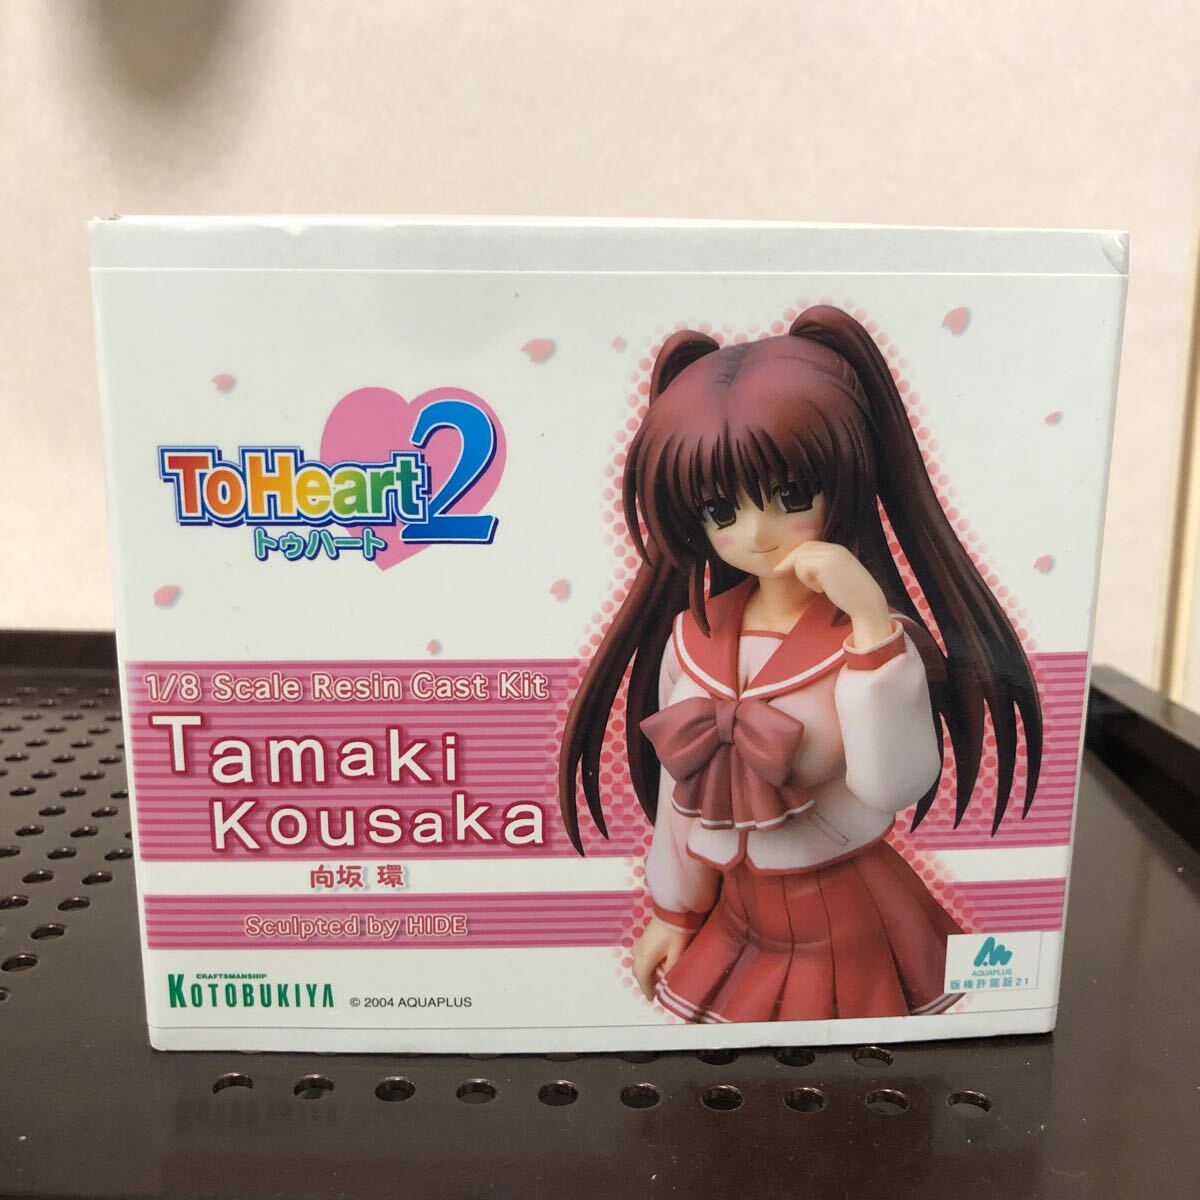 ToHeart2
トゥハート
1/8 Scale Resin Cast Kit
Tamaki
Kousaka
向坂 環
Sculpted by HIDE
CRAFTSMANSHIP
KOTOBUKIYA
© 2004 AQUAPLUS
AQUAPLUS
版権許諾証21